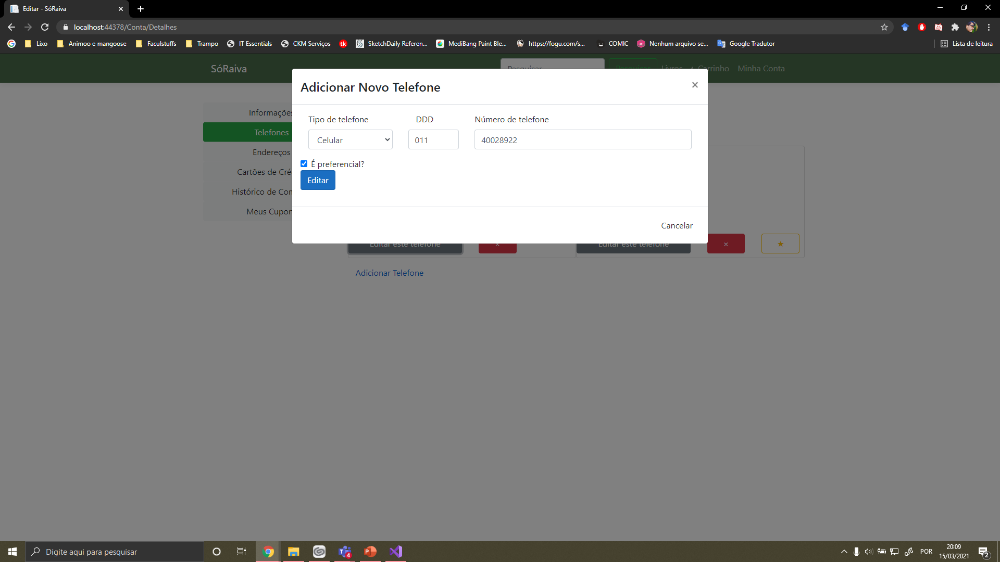 Editar - SóRaiva
localhost:44378/Conta/Detalhes
Lixo Animoo e mangoose Faculstuffs Trampo IT Essentials CKM Serviços tk SketchDaily Referen... MediBang Paint Ble... https://fogu.com/s... COMIC Nenhum arquivo se... Google Tradutor Lista de leitura
SóRaiva Pesquisar Livros Carrinho Minha Conta
Adicionar Novo Telefone ×
Informações
Telefones
Endereços
Cartões de Cré
Histórico de Com
Meus Cupon
Tipo de telefone DDD Número de telefone
Celular 011 40028922
É preferencial?
Editar
Cancelar
Editar este telefone × Editar este telefone × ★
Adicionar Telefone
Digite aqui para pesquisar
4
POR
20:09
15/03/2021
2